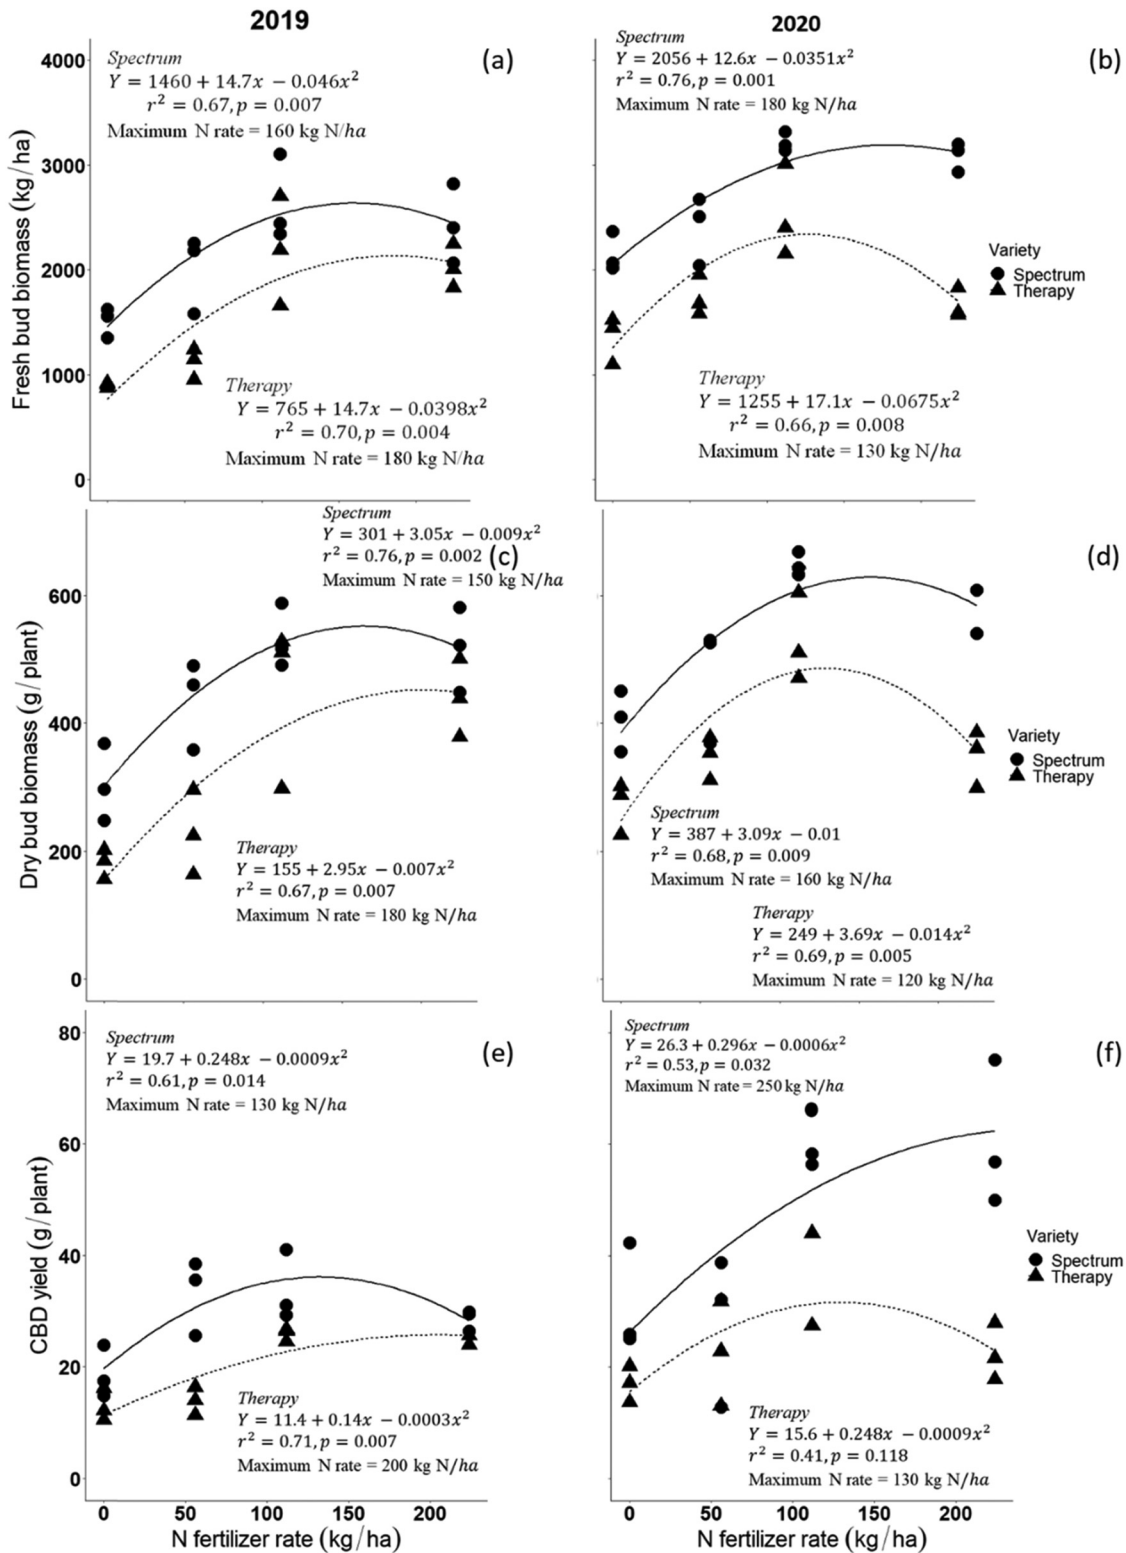 2019
2020
(a)
Spectrum
Y = 1460 + 14.7x − 0.046x²
r² = 0.67, p = 0.007
Maximum N rate = 160 kg N/ha
4000
3000
2000
1000
0
Fresh bud biomass (kg/ha)
Therapy
Y = 765 + 14.7x − 0.0398x²
r² = 0.70, p = 0.004
Maximum N rate = 180 kg N/ha
(b)
Spectrum
Y = 2056 + 12.6x − 0.0351x²
r² = 0.76, p = 0.001
Maximum N rate = 180 kg N/ha
Variety
Spectrum
Therapy
Therapy
Y = 1255 + 17.1x − 0.0675x²
r² = 0.66, p = 0.008
Maximum N rate = 130 kg N/ha
Spectrum
Y = 301 + 3.05x − 0.009x²
r² = 0.76, p = 0.002 (c)
Maximum N rate = 150 kg N/ha
600
400
200
0
Dry bud biomass (g/plant)
Therapy
Y = 155 + 2.95x − 0.007x²
r² = 0.67, p = 0.007
Maximum N rate = 180 kg N/ha
(d)
Variety
Spectrum
Therapy
Spectrum
Y = 387 + 3.09x − 0.01
r² = 0.68, p = 0.009
Maximum N rate = 160 kg N/ha
Therapy
Y = 249 + 3.69x − 0.014x²
r² = 0.69, p = 0.005
Maximum N rate = 120 kg N/ha
(e)
Spectrum
Y = 19.7 + 0.248x − 0.0009x²
r² = 0.61, p = 0.014
Maximum N rate = 130 kg N/ha
80
60
40
20
0
CBD yield (g/plant)
Therapy
Y = 11.4 + 0.14x − 0.0003x²
r² = 0.71, p = 0.007
Maximum N rate = 200 kg N/ha
0 50 100 150 200
N fertilizer rate (kg/ha)
(f)
Spectrum
Y = 26.3 + 0.296x − 0.0006x²
r² = 0.53, p = 0.032
Maximum N rate = 250 kg N/ha
Variety
Spectrum
Therapy
Therapy
Y = 15.6 + 0.248x − 0.0009x²
r² = 0.41, p = 0.118
Maximum N rate = 130 kg N/ha
0 50 100 150 200
N fertilizer rate (kg/ha)